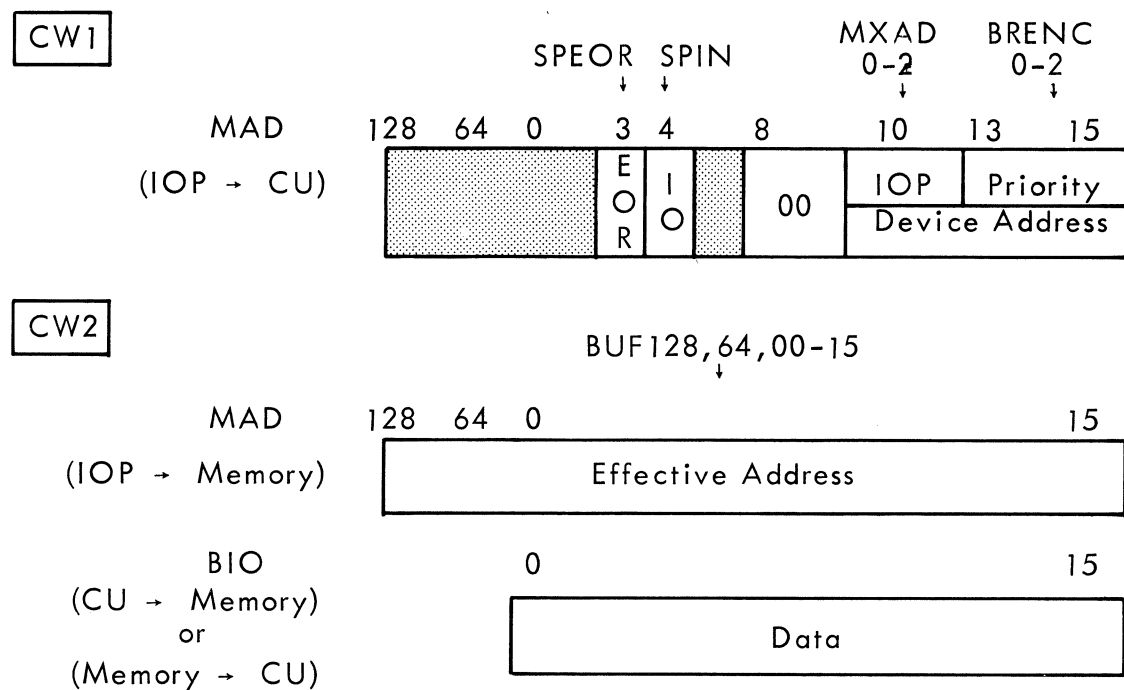 CW1
MXAD BRENC
SPEOR SPIN 0-2 0-2
↓ ↓ ↓ ↓
MAD 128 64 0 3 4 8 10 13 15
(IOP → CU) EOR IO 00 IOP Priority
Device Address
CW2
BUF128,64,00-15
↓
MAD 128 64 0 15
(IOP → Memory) Effective Address
BIO 0 15
(CU → Memory)
or Data
(Memory → CU)